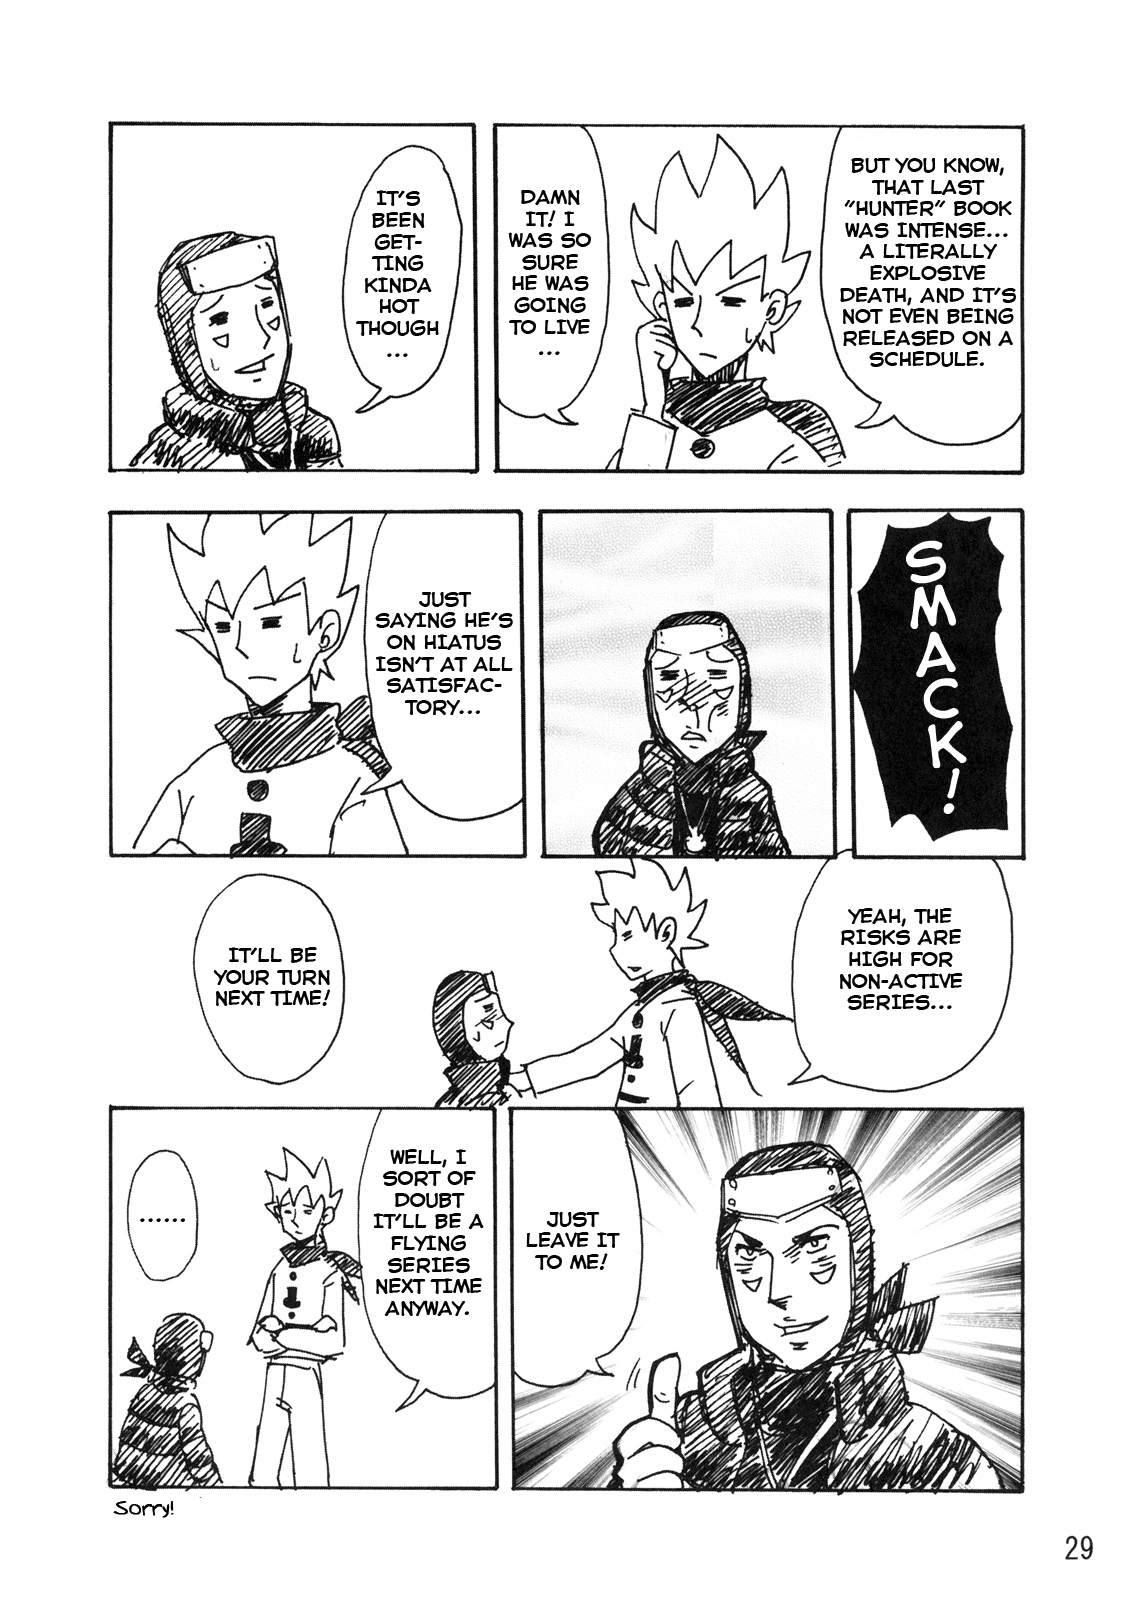 BUT YOU KNOW,
THAT LAST
"HUNTER" BOOK
WAS INTENSE...
A LITERALLY
EXPLOSIVE
DEATH, AND IT'S
NOT EVEN BEING
RELEASED ON A
SCHEDULE.
DAMN
IT! I
WAS SO
SURE
HE WAS
GOING
TO LIVE
...
IT'S
BEEN
GET-
TING
KINDA
HOT
THOUGH
...
SMACK!
JUST
SAYING HE'S
ON HIATUS
ISN'T AT ALL
SATISFAC-
TORY...
YEAH, THE
RISKS ARE
HIGH FOR
NON-ACTIVE
SERIES...
IT'LL BE
YOUR TURN
NEXT TIME!
JUST
LEAVE IT
TO ME!
WELL, I
SORT OF
DOUBT
IT'LL BE A
FLYING
SERIES
NEXT TIME
ANYWAY.
......
Sorry!
29